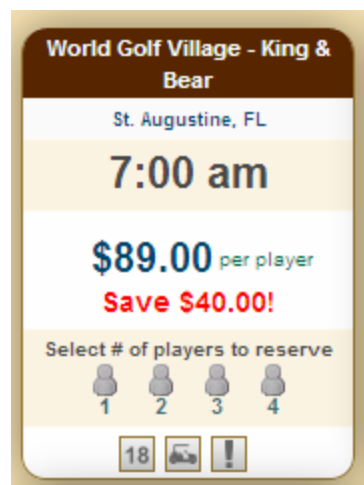 World Golf Village - King &
Bear
St. Augustine, FL
7:00 am
$89.00 per player
Save $40.00!
Select # of players to reserve
1 2 3 4
18 !